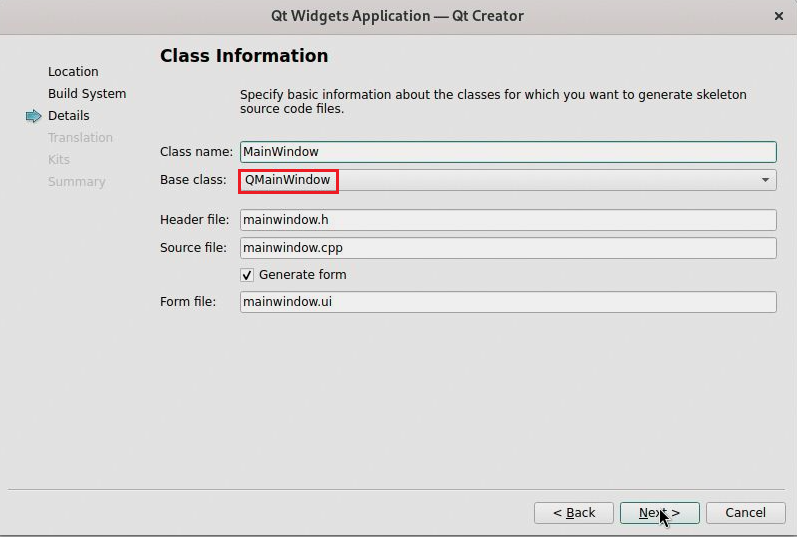 Qt Widgets Application — Qt Creator
Location
Build System
Details
Translation
Kits
Summary
Class Information
Specify basic information about the classes for which you want to generate skeleton
source code files.
Class name: MainWindow
Base class: QMainWindow
Header file: mainwindow.h
Source file: mainwindow.cpp
Generate form
Form file: mainwindow.ui
< Back Next > Cancel